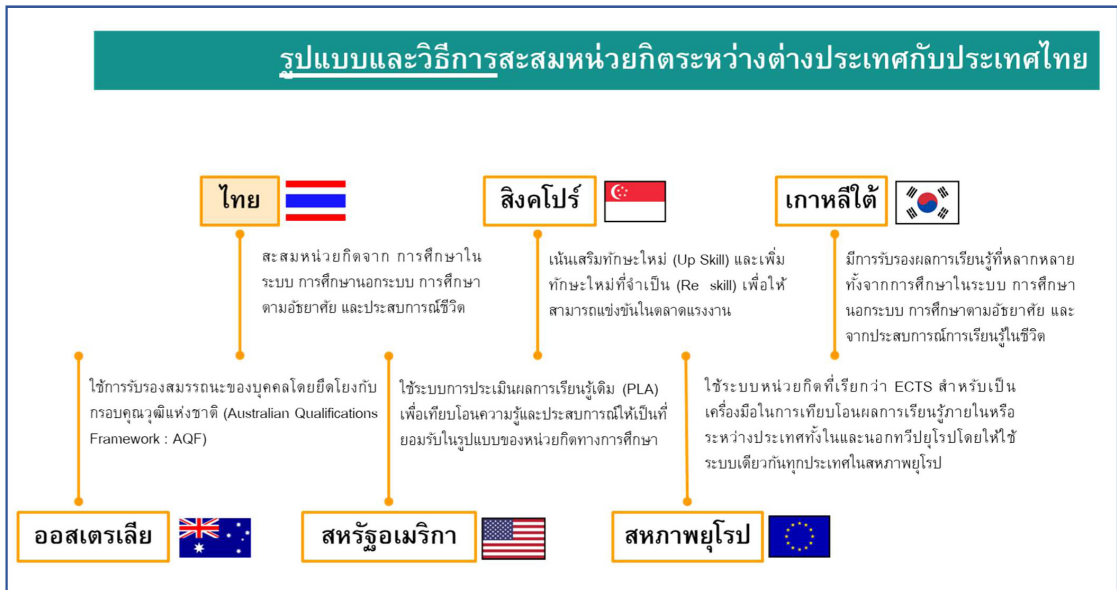 รูปแบบและวิธีการสะสมหน่วยกิตระหว่างต่างประเทศกับประเทศไทย
ไทย
สะสมหน่วยกิตจาก การศึกษาใน
ระบบ การศึกษานอกระบบ การศึกษา
ตามอัธยาศัย และประสบการณ์ชีวิต
สิงคโปร์
เน้นเสริมทักษะใหม่ (Up Skill) และเพิ่ม
ทักษะใหม่ที่จำเป็น (Re skill) เพื่อให้
สามารถแข่งขันในตลาดแรงงาน
เกาหลีใต้
มีการรับรองผลการเรียนรู้ที่หลากหลาย
ทั้งจากการศึกษาในระบบ การศึกษา
นอกระบบ การศึกษาตามอัธยาศัย และ
จากประสบการณ์การเรียนรู้ในชีวิต
ใช้การรับรองสมรรถนะของบุคคลโดยยึดโยงกับ
กรอบคุณวุฒิแห่งชาติ (Australian Qualifications
Framework : AQF)
ออสเตรเลีย
ใช้ระบบการประเมินผลการเรียนรู้เดิม (PLA)
เพื่อเทียบโอนความรู้และประสบการณ์ให้เป็นที่
ยอมรับในรูปแบบของหน่วยกิตทางการศึกษา
สหรัฐอเมริกา
ใช้ระบบหน่วยกิตที่เรียกว่า ECTS สำหรับเป็น
เครื่องมือในการเทียบโอนผลการเรียนรู้ภายในหรือ
ระหว่างประเทศทั้งในและนอกทวีปยุโรปโดยให้ใช้
ระบบเดียวกันทุกประเทศในสหภาพยุโรป
สหภาพยุโรป